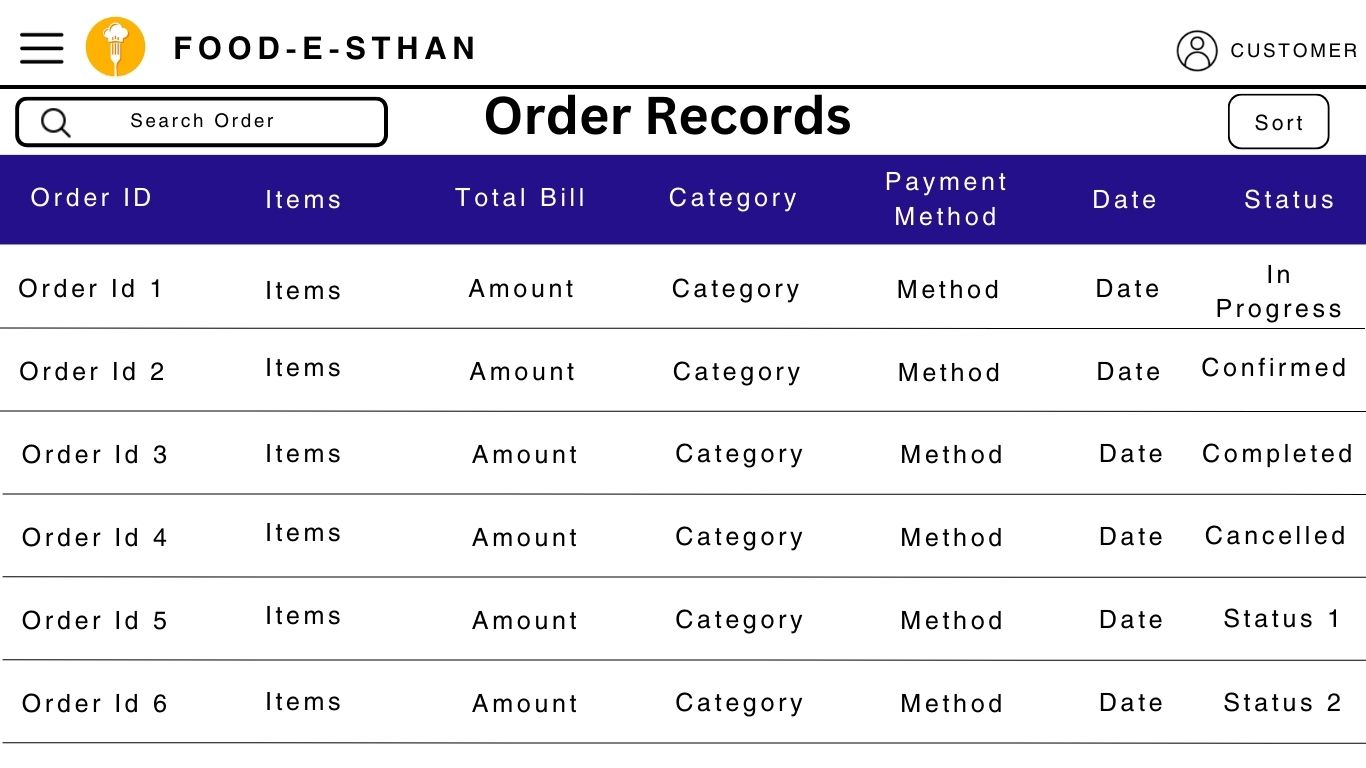 FOOD-E-STHAN CUSTOMER
Search Order Order Records Sort
Order ID Items Total Bill Category Payment Method Date Status
Order Id 1 Items Amount Category Method Date In Progress
Order Id 2 Items Amount Category Method Date Confirmed
Order Id 3 Items Amount Category Method Date Completed
Order Id 4 Items Amount Category Method Date Cancelled
Order Id 5 Items Amount Category Method Date Status 1
Order Id 6 Items Amount Category Method Date Status 2